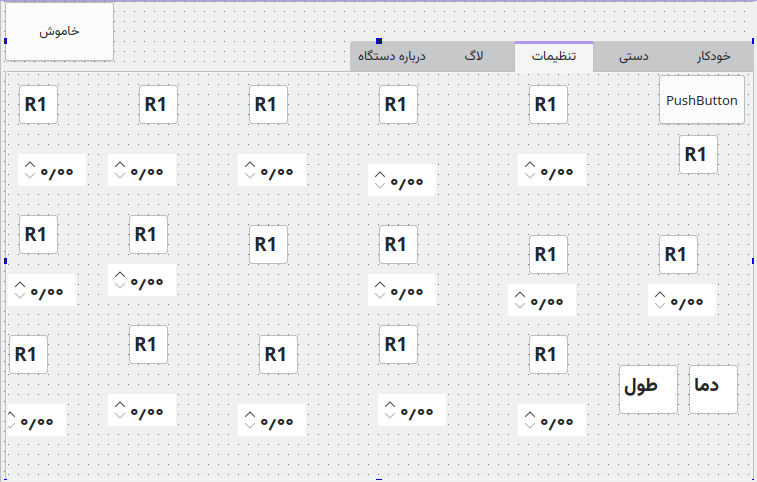 خاموش
خودکار
دستی
تنظیمات
لاگ
درباره دستگاه
PushButton
R1
R1
R1
R1
R1
R1
۰/۰۰
۰/۰۰
۰/۰۰
۰/۰۰
۰/۰۰
R1
R1
R1
R1
R1
R1
۰/۰۰
۰/۰۰
۰/۰۰
۰/۰۰
۰/۰۰
R1
R1
R1
R1
R1
دما
طول
۰/۰۰
۰/۰۰
۰/۰۰
۰/۰۰
۰/۰۰